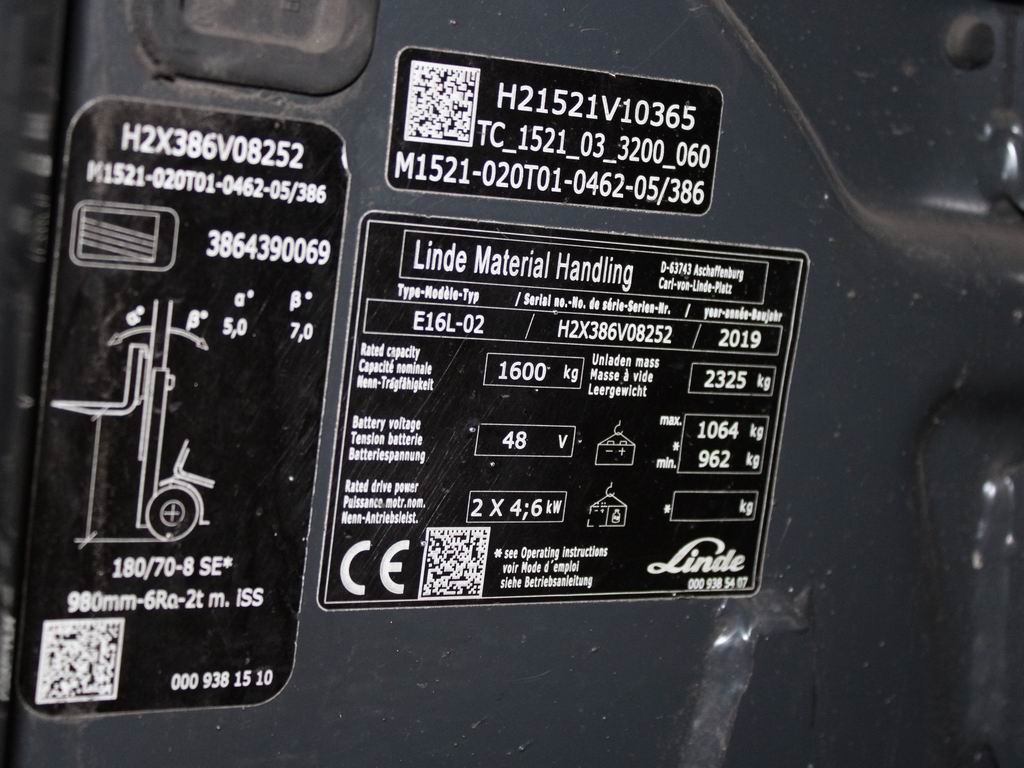 H2X386V08252
M1521-020T01-0462-05/386
3864390069
α° β°
5,0 7,0
α° β°
180/70-8 SE*
980mm-6Ro-2t m. iSS
000 938 15 10
H21521V10365
TC_1521_03_3200_060
M1521-020T01-0462-05/386
Linde Material Handling
D-63743 Aschaffenburg
Carl-von-Linde-Platz
Type-Modèle-Typ / Serial no.-No. de série-Serien-Nr. / year-année-Baujahr
E16L-02 / H2X386V08252 / 2019
Rated capacity
Capacité nominale
Nenn-Tragfähigkeit
1600 kg
Unladen mass
Masse à vide
Leergewicht
2325 kg
Battery voltage
Tension batterie
Batteriespannung
48 V
max. 1064 kg
*
min. 962 kg
Rated drive power
Puissance motr.nom.
Nenn-Antriebsleist.
2 X 4;6 kW
* kg
CE
* see Operating instructions
voir Mode d'emploi
siehe Betriebsanleitung
Linde
000 938 54 07